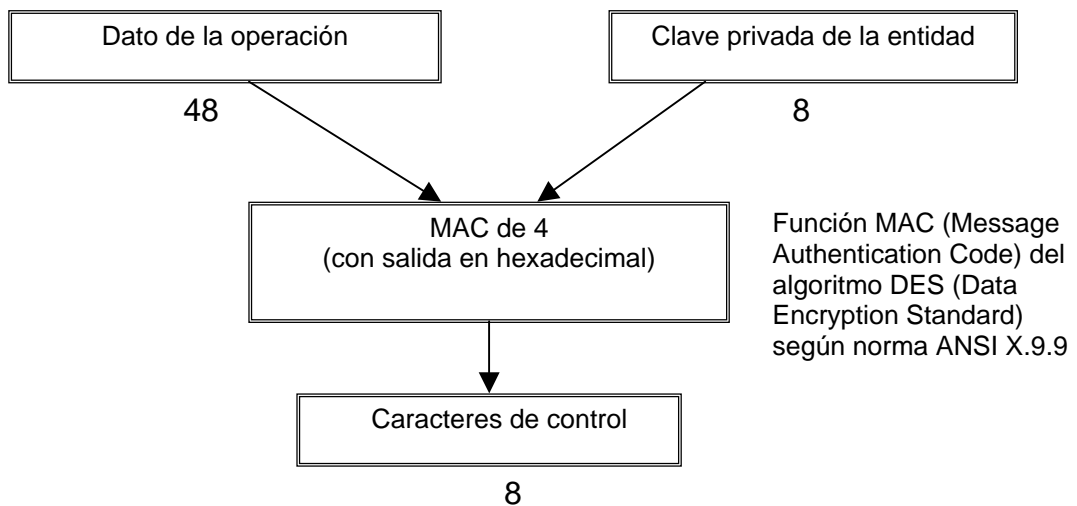 Dato de la operación
Clave privada de la entidad
48
8
MAC de 4
(con salida en hexadecimal)
Función MAC (Message
Authentication Code) del
algoritmo DES (Data
Encryption Standard)
según norma ANSI X.9.9
Caracteres de control
8